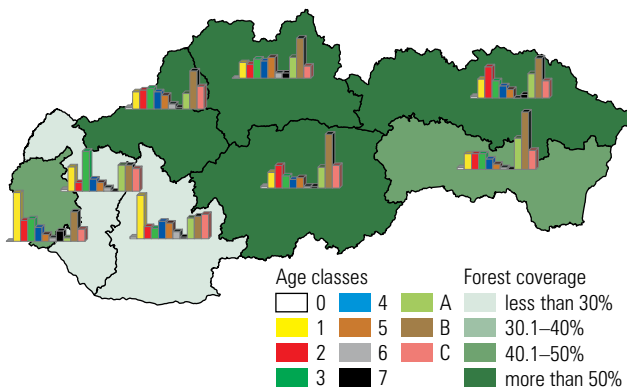 Age classes
Forest coverage
0 4 A less than 30%
1 5 B 30.1–40%
2 6 C 40.1–50%
3 7 more than 50%